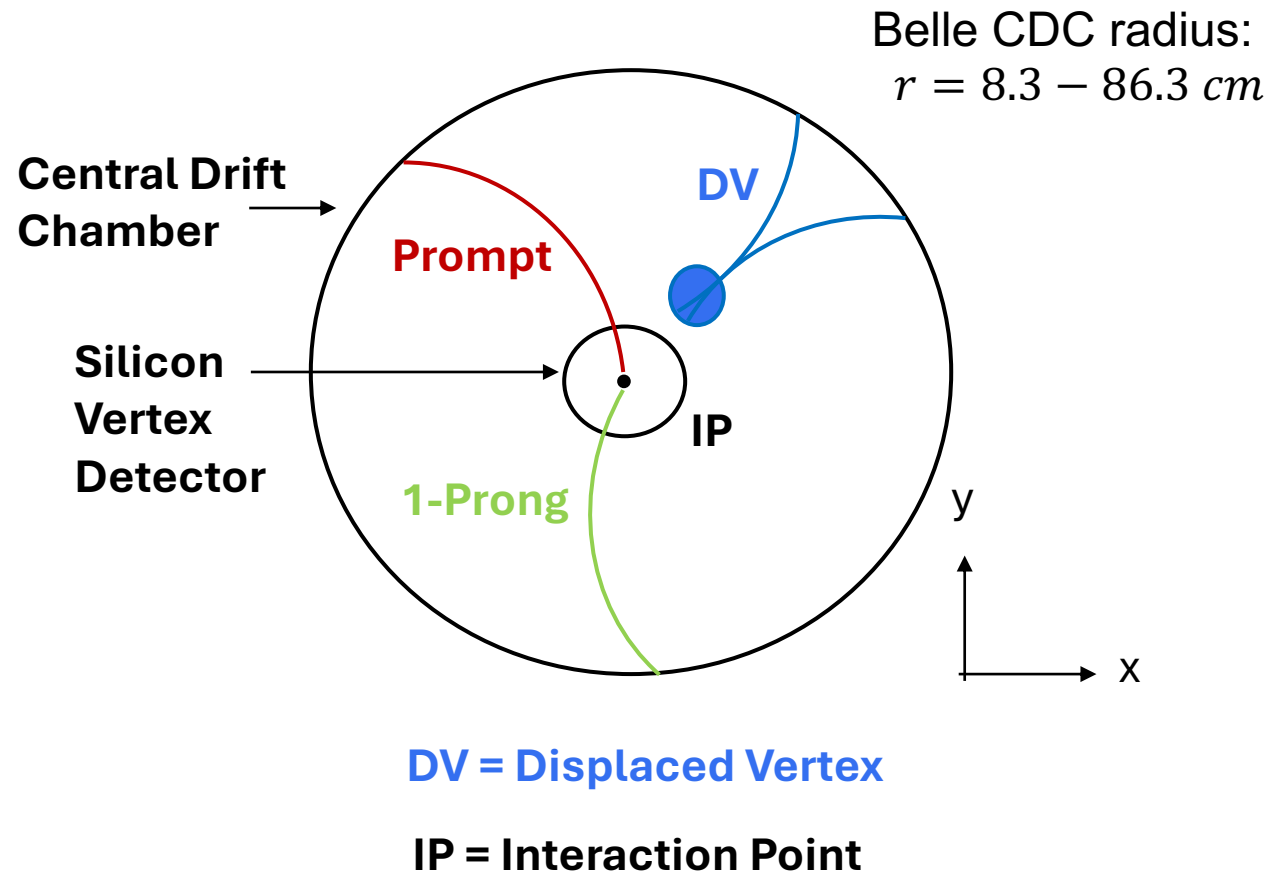 Belle CDC radius:
r = 8.3 − 86.3 cm
Central Drift
Chamber
DV
Prompt
Silicon
Vertex
Detector
IP
1-Prong
y
x
DV = Displaced Vertex
IP = Interaction Point